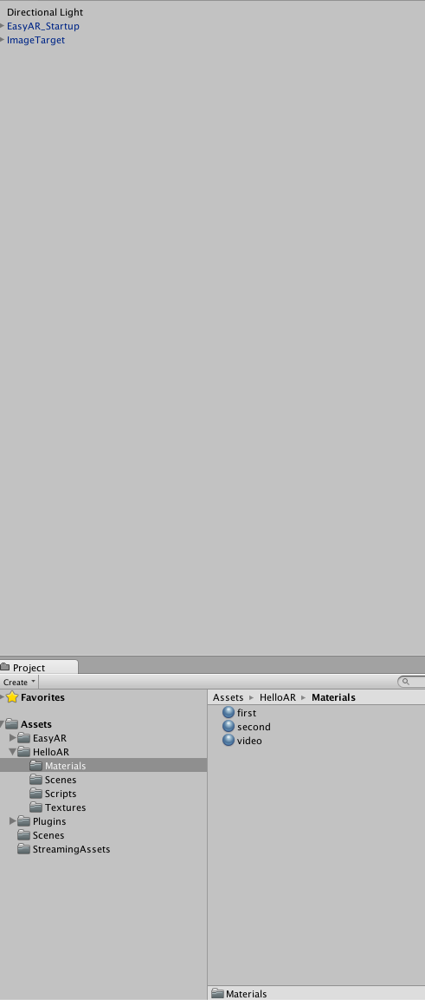 Directional Light
EasyAR_Startup
ImageTarget
Project
Create
Favorites
Assets
EasyAR
HelloAR
Materials
Scenes
Scripts
Textures
Plugins
Scenes
StreamingAssets
Assets HelloAR Materials
first
second
video
Materials